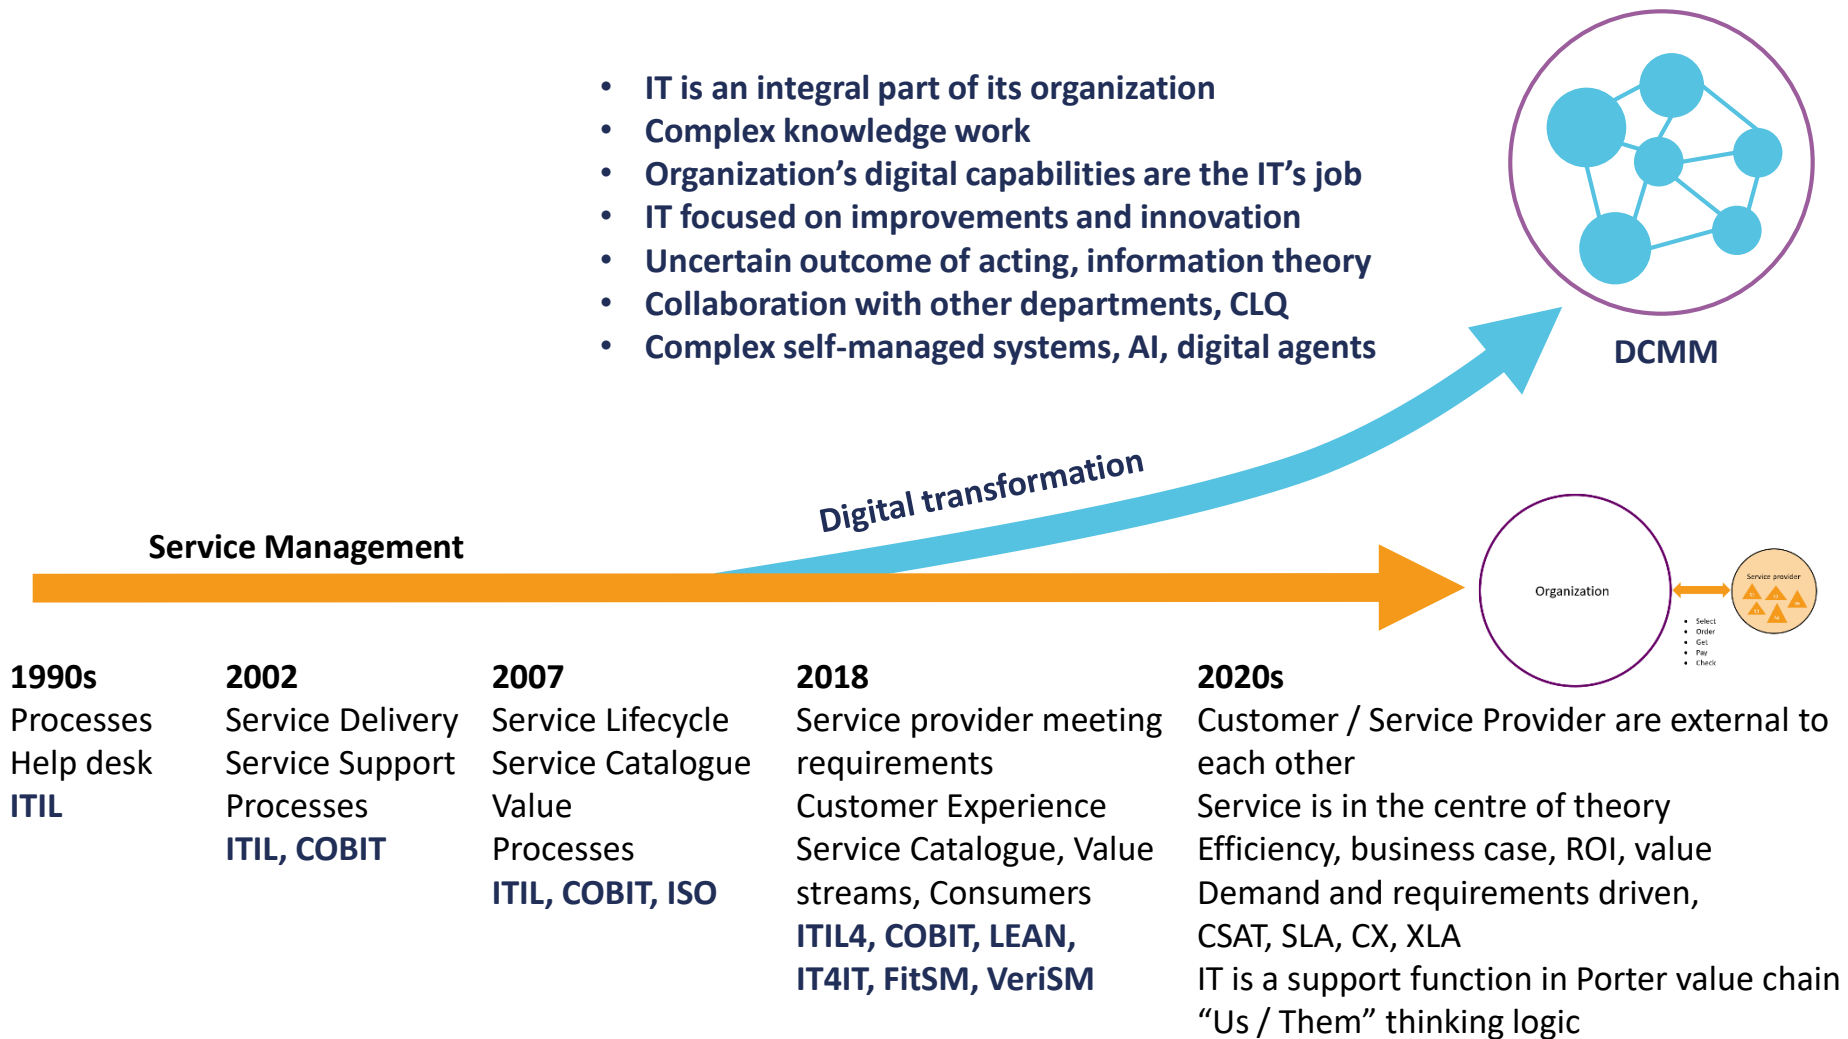 • IT is an integral part of its organization
• Complex knowledge work
• Organization’s digital capabilities are the IT’s job
• IT focused on improvements and innovation
• Uncertain outcome of acting, information theory
• Collaboration with other departments, CLQ
• Complex self-managed systems, AI, digital agents
DCMM
Digital transformation
Service Management
Organization
Service provider
• Select
• Order
• Get
• Pay
• Check
1990s
Processes
Help desk
ITIL
2002
Service Delivery
Service Support
Processes
ITIL, COBIT
2007
Service Lifecycle
Service Catalogue
Value
Processes
ITIL, COBIT, ISO
2018
Service provider meeting
requirements
Customer Experience
Service Catalogue, Value
streams, Consumers
ITIL4, COBIT, LEAN,
IT4IT, FitSM, VeriSM
2020s
Customer / Service Provider are external to
each other
Service is in the centre of theory
Efficiency, business case, ROI, value
Demand and requirements driven,
CSAT, SLA, CX, XLA
IT is a support function in Porter value chain
“Us / Them” thinking logic